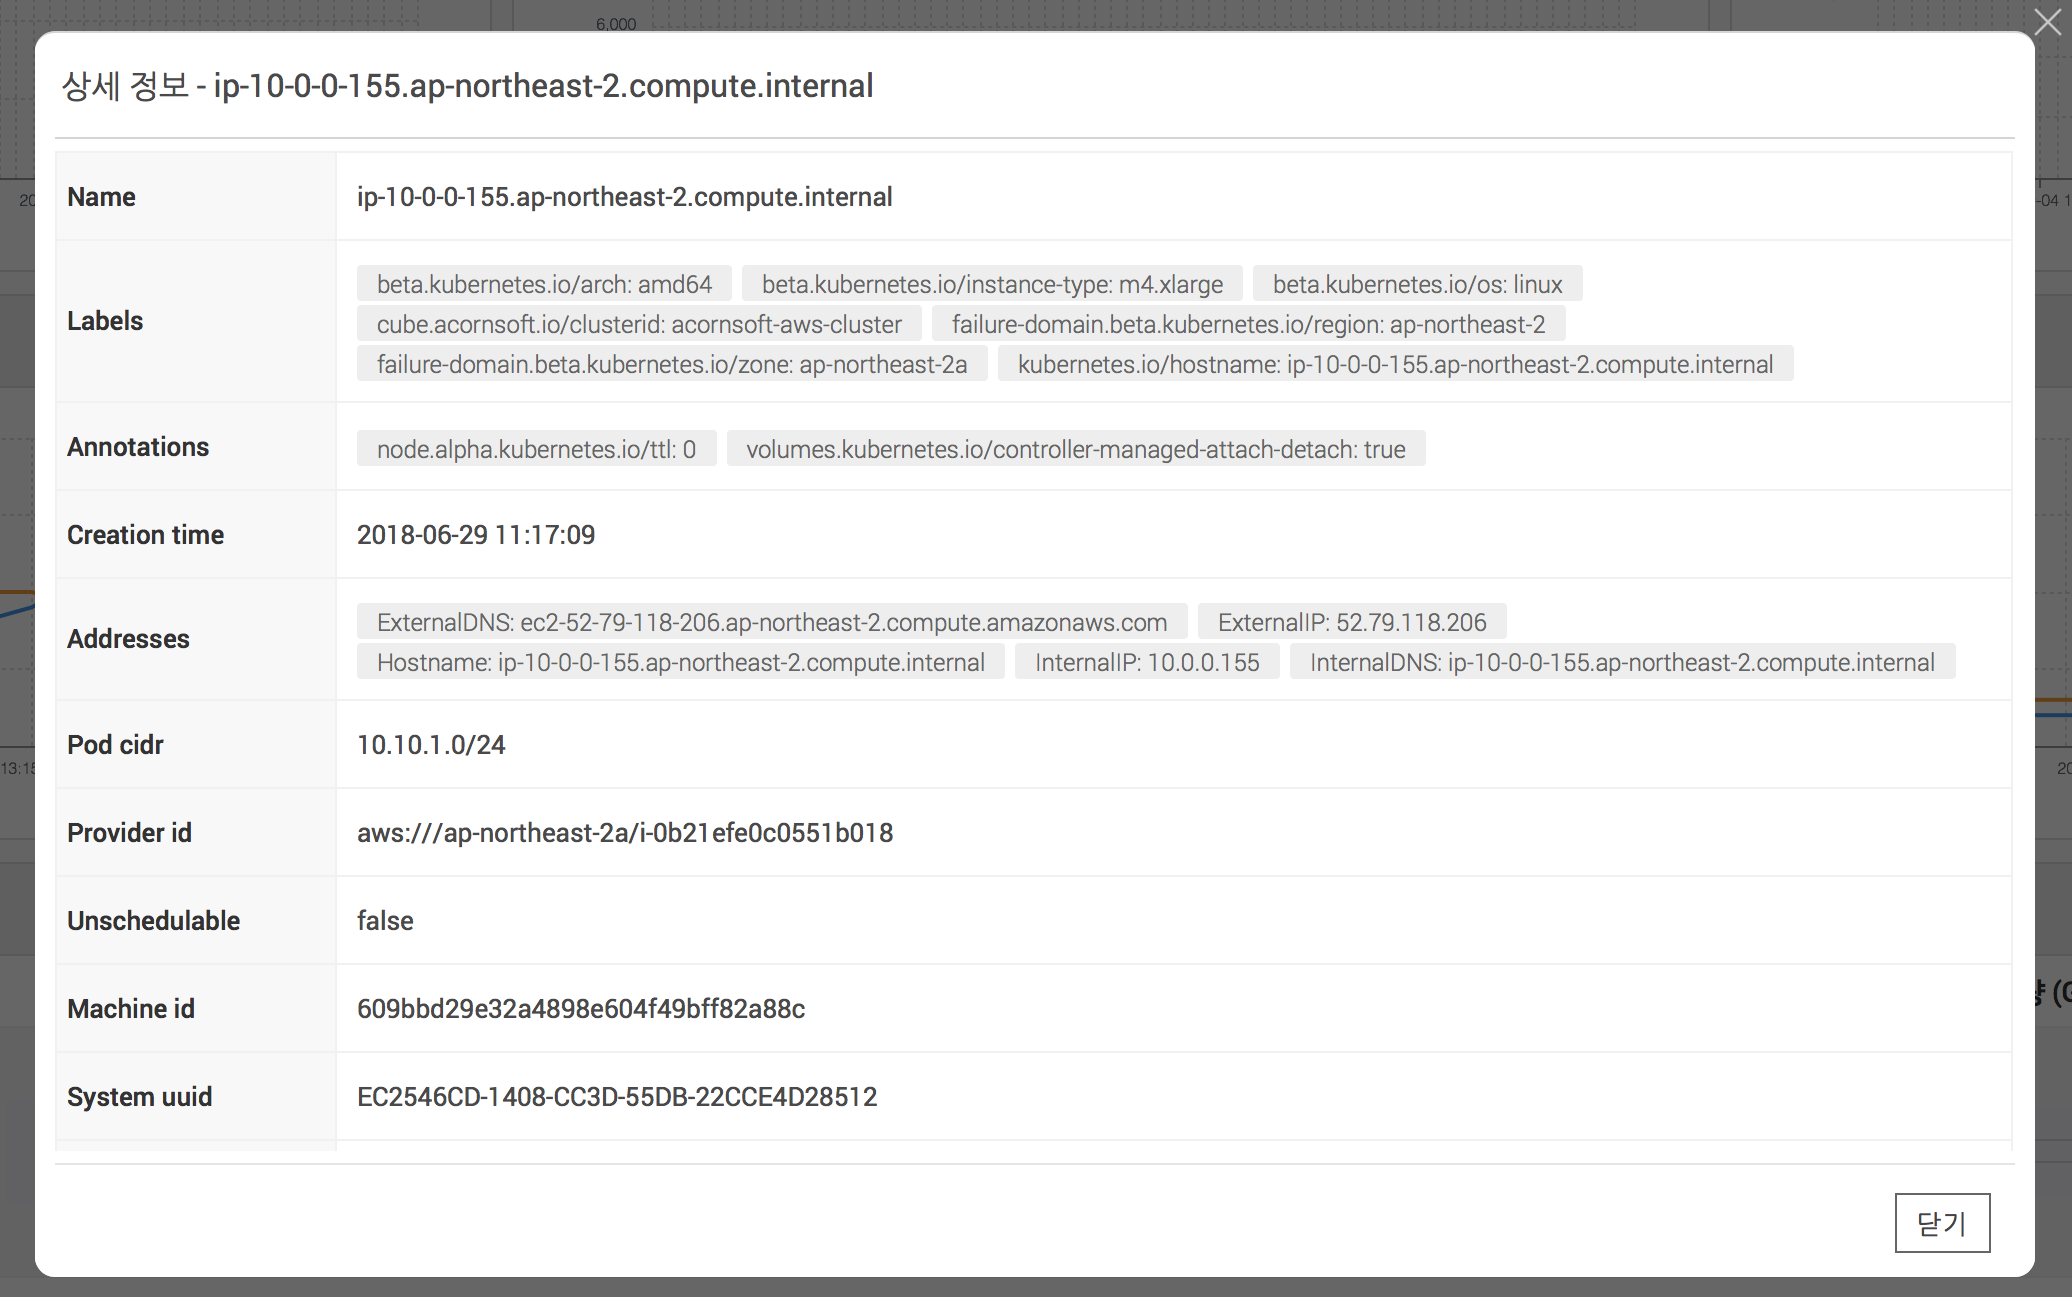 6,000
상세 정보 - ip-10-0-0-155.ap-northeast-2.compute.internal
Name ip-10-0-0-155.ap-northeast-2.compute.internal
Labels
beta.kubernetes.io/arch: amd64 beta.kubernetes.io/instance-type: m4.xlarge beta.kubernetes.io/os: linux
cube.acornsoft.io/clusterid: acornsoft-aws-cluster failure-domain.beta.kubernetes.io/region: ap-northeast-2
failure-domain.beta.kubernetes.io/zone: ap-northeast-2a kubernetes.io/hostname: ip-10-0-0-155.ap-northeast-2.compute.internal
Annotations node.alpha.kubernetes.io/ttl: 0 volumes.kubernetes.io/controller-managed-attach-detach: true
Creation time 2018-06-29 11:17:09
Addresses
ExternalDNS: ec2-52-79-118-206.ap-northeast-2.compute.amazonaws.com ExternalIP: 52.79.118.206
Hostname: ip-10-0-0-155.ap-northeast-2.compute.internal InternalIP: 10.0.0.155 InternalDNS: ip-10-0-0-155.ap-northeast-2.compute.internal
Pod cidr 10.10.1.0/24
Provider id aws:///ap-northeast-2a/i-0b21efe0c0551b018
Unschedulable false
Machine id 609bbd29e32a4898e604f49bff82a88c
System uuid EC2546CD-1408-CC3D-55DB-22CCE4D28512
닫기